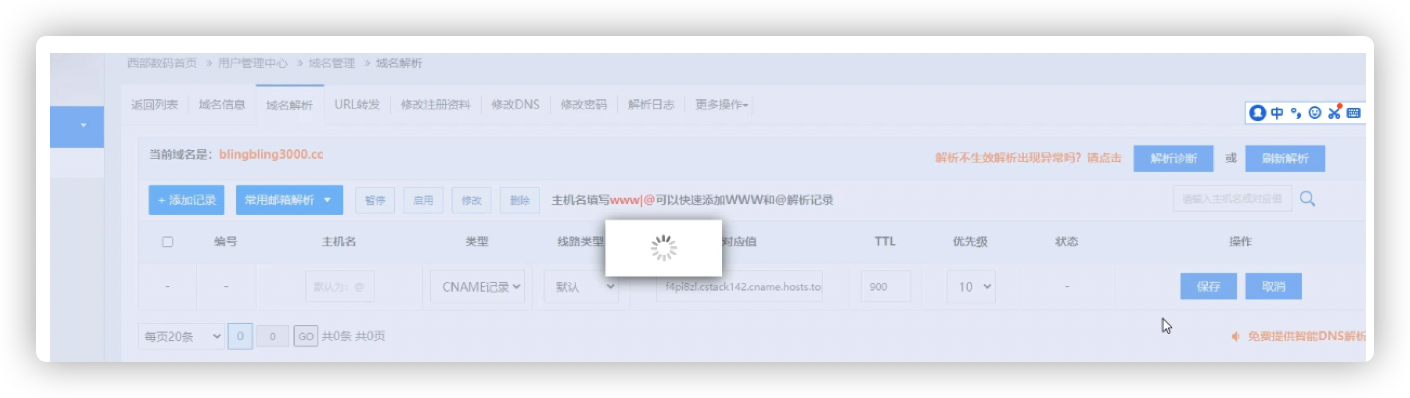 西部数码首页 » 用户管理中心 » 域名管理 » 域名解析
返回列表 域名信息 域名解析 URL转发 修改注册资料 修改DNS 修改密码 解析日志 更多操作
中
当前域名是：blingbling3000.cc 解析不生效解析出现异常吗？请点击 解析诊断 或 刷新解析
+ 添加记录 常用邮箱解析 暂停 启用 修改 删除 主机名填写www|@可以快速添加WWW和@解析记录 请输入主机名或对应值
编号 主机名 类型 线路类型 对应值 TTL 优先级 状态 操作
- - 默认为：@ CNAME记录 默认 f4pi8zl.cstack142.cname.hosts.to 900 10 - 保存 取消
每页20条 0 0 GO 共0条 共0页 免费提供智能DNS解析